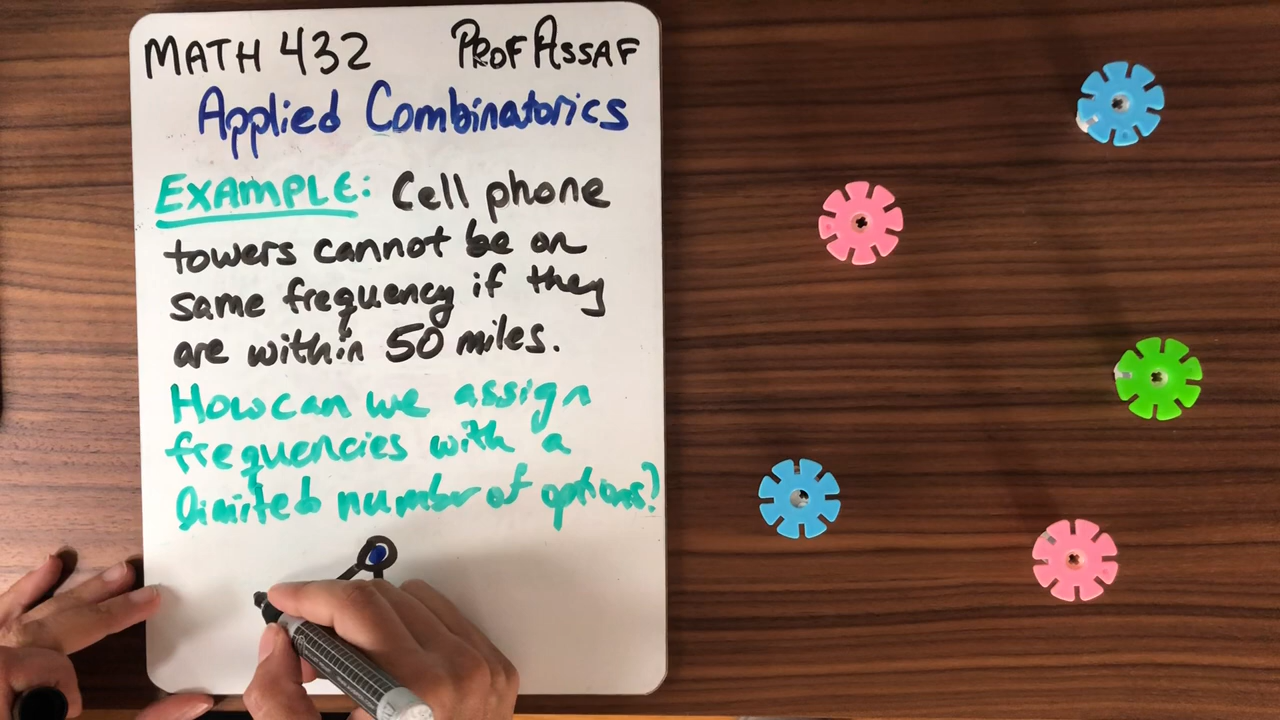 MATH 432 PROF ASSAF
Applied Combinatorics
EXAMPLE: Cell phone
towers cannot be on
same frequency if they
are within 50 miles.
How can we assign
frequencies with a
limited number of options?